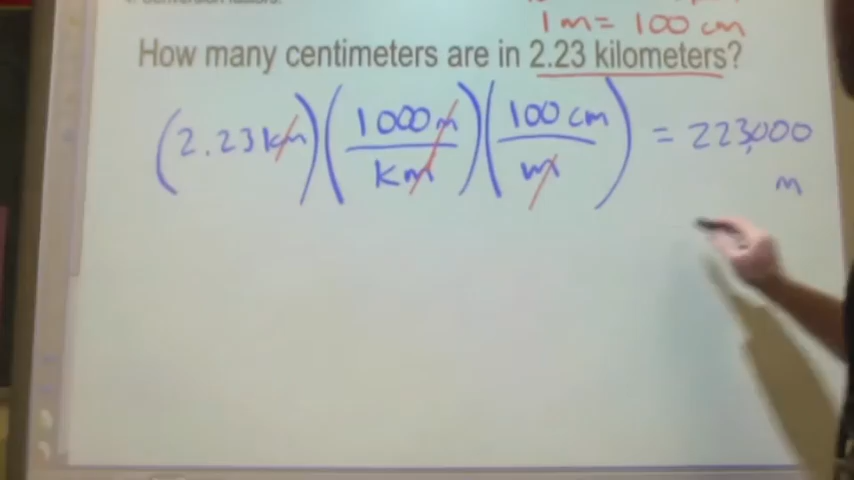 1 m = 100 cm
How many centimeters are in 2.23 kilometers?
(2.23 km) (1000 m / km) (100 cm / m) = 223,000
m